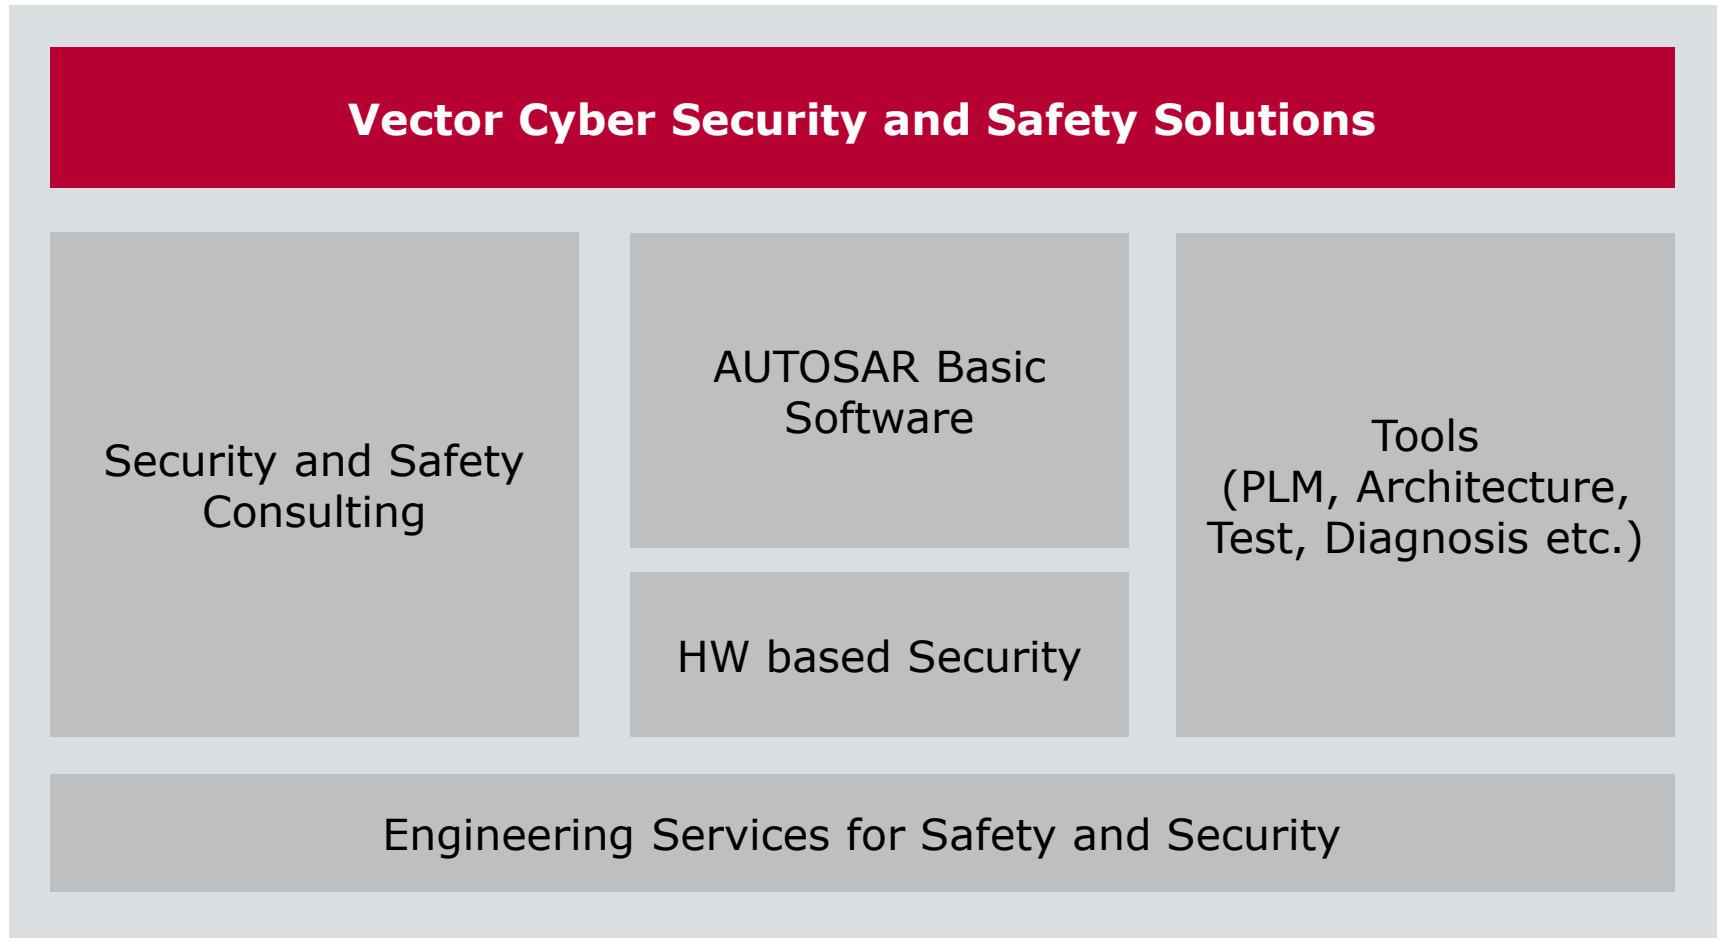 Vector Cyber Security and Safety Solutions
Security and Safety
Consulting
AUTOSAR Basic
Software
HW based Security
Tools
(PLM, Architecture,
Test, Diagnosis etc.)
Engineering Services for Safety and Security